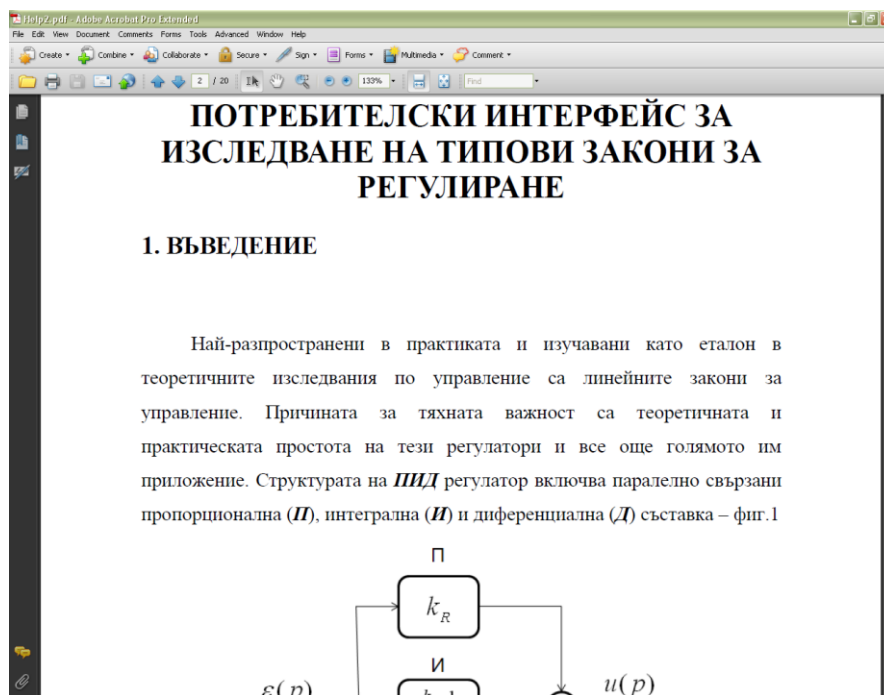 Help2.pdf - Adobe Acrobat Pro Extended
File Edit View Document Comments Forms Tools Advanced Window Help
Create Combine Collaborate Secure Sign Forms Multimedia Comment
2 / 20 133% Find
ПОТРЕБИТЕЛСКИ ИНТЕРФЕЙС ЗА
ИЗСЛЕДВАНЕ НА ТИПОВИ ЗАКОНИ ЗА
РЕГУЛИРАНЕ
1. ВЪВЕДЕНИЕ
Най-разпространени в практиката и изучавани като еталон в
теоретичните изследвания по управление са линейните закони за
управление. Причината за тяхната важност са теоретичната и
практическата простота на тези регулатори и все още голямото им
приложение. Структурата на ПИД регулатор включва паралелно свързани
пропорционална (П), интегрална (И) и диференциална (Д) съставка – фиг.1
П
k_R
И
ε(p) u(p)